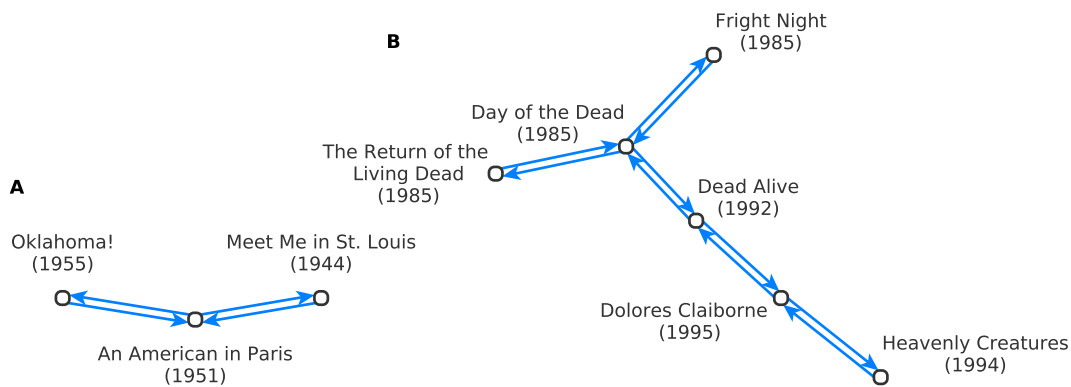 A
Oklahoma!
(1955)
Meet Me in St. Louis
(1944)
An American in Paris
(1951)
B
Fright Night
(1985)
Day of the Dead
(1985)
The Return of the
Living Dead
(1985)
Dead Alive
(1992)
Dolores Claiborne
(1995)
Heavenly Creatures
(1994)